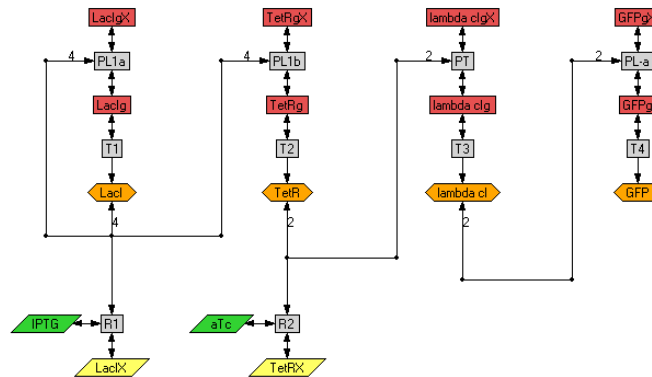 LacIgX TetRgX lambda cIgX GFPgX
4 PL1a 4 PL1b 2 PT 2 PL-a
LacIg TetRg lambda cIg GFPg
T1 T2 T3 T4
LacI TetR lambda cI GFP
4 2 2
IPTG R1 aTc R2
LacIX TetRX